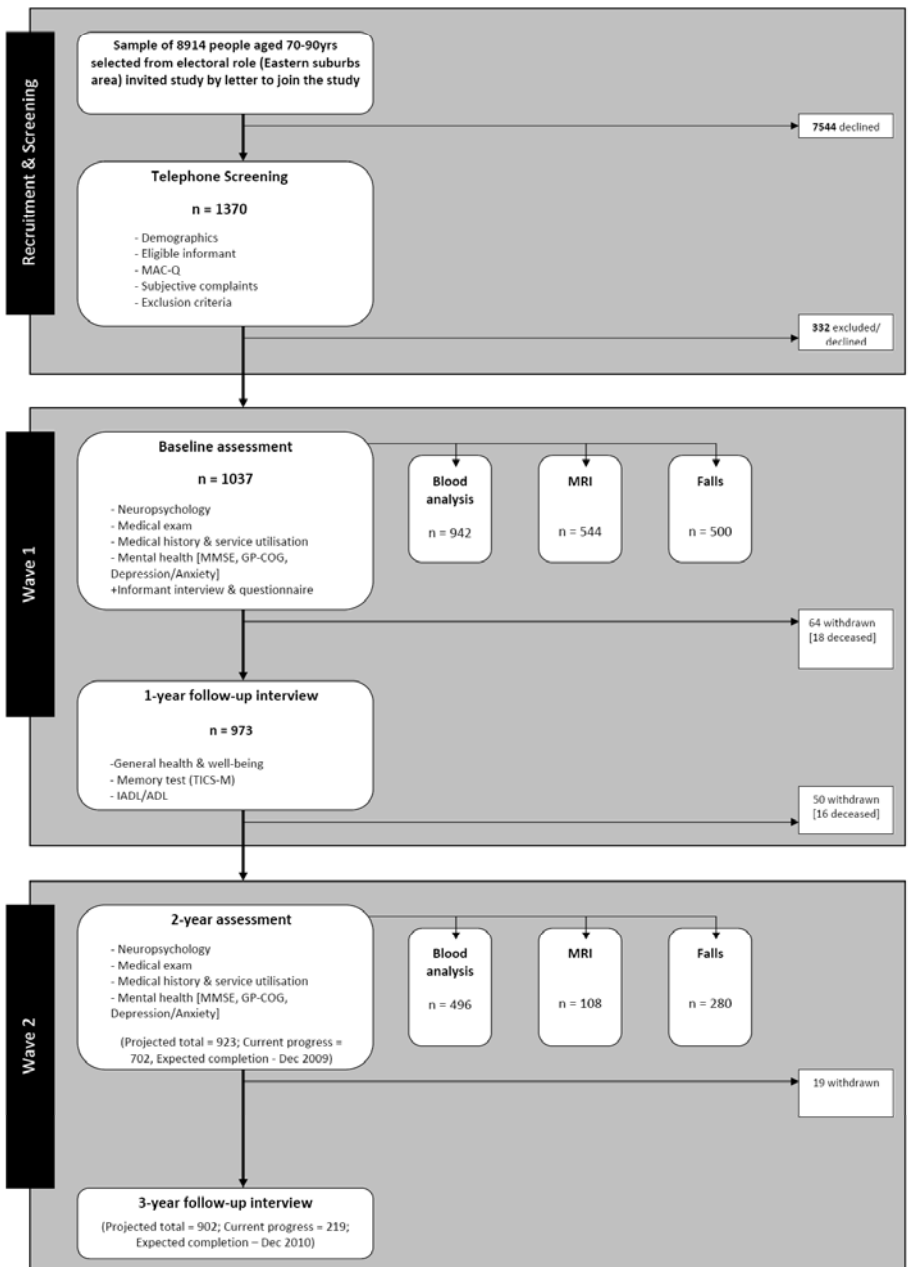 Recruitment & Screening
Sample of 8914 people aged 70-90yrs
selected from electoral role (Eastern suburbs
area) invited study by letter to join the study
7544 declined
Telephone Screening
n = 1370
- Demographics
- Eligible informant
- MAC-Q
- Subjective complaints
- Exclusion criteria
332 excluded/
declined
Wave 1
Baseline assessment
n = 1037
- Neuropsychology
- Medical exam
- Medical history & service utilisation
- Mental health [MMSE, GP-COG,
Depression/Anxiety]
+Informant interview & questionnaire
Blood
analysis
n = 942
MRI
n = 544
Falls
n = 500
64 withdrawn
[18 deceased]
1-year follow-up interview
n = 973
-General health & well-being
- Memory test (TICS-M)
- IADL/ADL
50 withdrawn
[16 deceased]
Wave 2
2-year assessment
- Neuropsychology
- Medical exam
- Medical history & service utilisation
- Mental health [MMSE, GP-COG,
Depression/Anxiety]
(Projected total = 923; Current progress =
702, Expected completion - Dec 2009)
Blood
analysis
n = 496
MRI
n = 108
Falls
n = 280
19 withdrawn
3-year follow-up interview
(Projected total = 902; Current progress = 219;
Expected completion – Dec 2010)